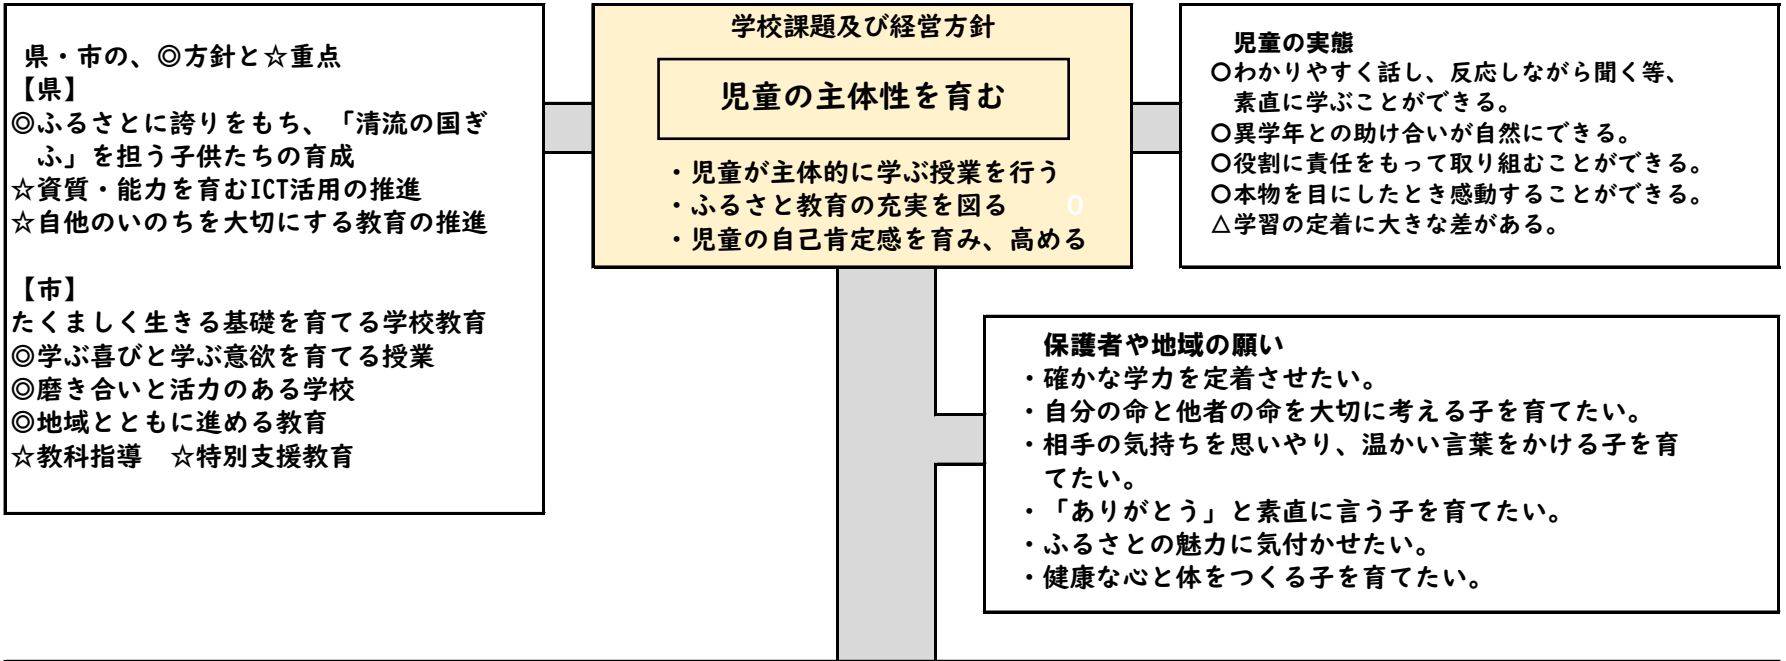 県・市の、◎方針と☆重点
【県】
◎ふるさとに誇りをもち、「清流の国ぎ
ふ」を担う子供たちの育成
☆資質・能力を育むICT活用の推進
☆自他のいのちを大切にする教育の推進
【市】
たくましく生きる基礎を育てる学校教育
◎学ぶ喜びと学ぶ意欲を育てる授業
◎磨き合いと活力のある学校
◎地域とともに進める教育
☆教科指導　☆特別支援教育
学校課題及び経営方針
児童の主体性を育む
・児童が主体的に学ぶ授業を行う
・ふるさと教育の充実を図る　0
・児童の自己肯定感を育み、高める
児童の実態
○わかりやすく話し、反応しながら聞く等、
素直に学ぶことができる。
○異学年との助け合いが自然にできる。
○役割に責任をもって取り組むことができる。
○本物を目にしたとき感動することができる。
△学習の定着に大きな差がある。
保護者や地域の願い
・確かな学力を定着させたい。
・自分の命と他者の命を大切に考える子を育てたい。
・相手の気持ちを思いやり、温かい言葉をかける子を育
てたい。
・「ありがとう」と素直に言う子を育てたい。
・ふるさとの魅力に気付かせたい。
・健康な心と体をつくる子を育てたい。